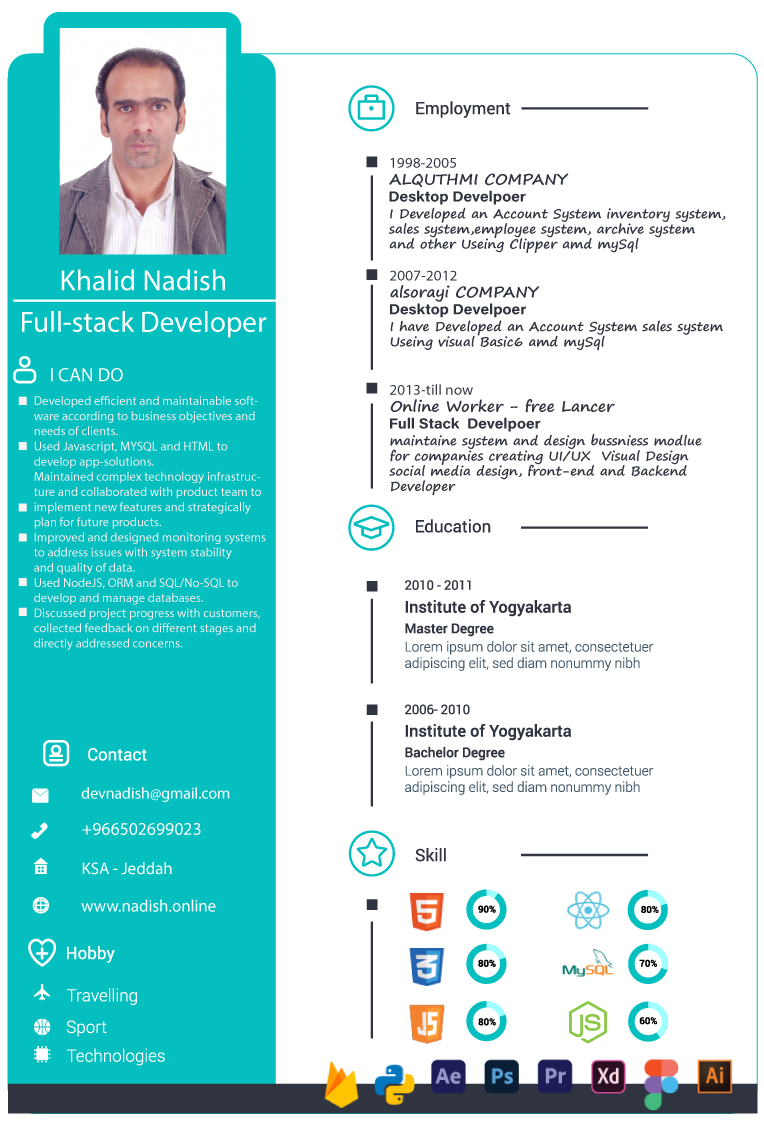 Khalid Nadish
Full-stack Developer
I CAN DO
Developed efficient and maintainable soft-
ware according to business objectives and
needs of clients.
Used Javascript, MYSQL and HTML to
develop app-solutions.
Maintained complex technology infrastruc-
ture and collaborated with product team to
implement new features and strategically
plan for future products.
Improved and designed monitoring systems
to address issues with system stability
and quality of data.
Used NodeJS, ORM and SQL/No-SQL to
develop and manage databases.
Discussed project progress with customers,
collected feedback on different stages and
directly addressed concerns.
Contact
devnadish@gmail.com
+966502699023
KSA - Jeddah
www.nadish.online
Hobby
Travelling
Sport
Technologies
Employment
1998-2005
ALQUTHMI COMPANY
Desktop Develpoer
I Developed an Account System inventory system,
sales system,employee system, archive system
and other Useing Clipper amd mySql
2007-2012
alsorayi COMPANY
Desktop Develpoer
I have Developed an Account System sales system
Useing visual Basic6 amd mySql
2013-till now
Online Worker - free Lancer
Full Stack Develpoer
maintaine system and design bussniess modlue
for companies creating UI/UX Visual Design
social media design, front-end and Backend
Developer
Education
2010 - 2011
Institute of Yogyakarta
Master Degree
Lorem ipsum dolor sit amet, consectetuer
adipiscing elit, sed diam nonummy nibh
2006- 2010
Institute of Yogyakarta
Bachelor Degree
Lorem ipsum dolor sit amet, consectetuer
adipiscing elit, sed diam nonummy nibh
Skill
5 90% 80%
3 80% MySQL 70%
JS 80% JS 60%
Ae Ps Pr Xd Ai